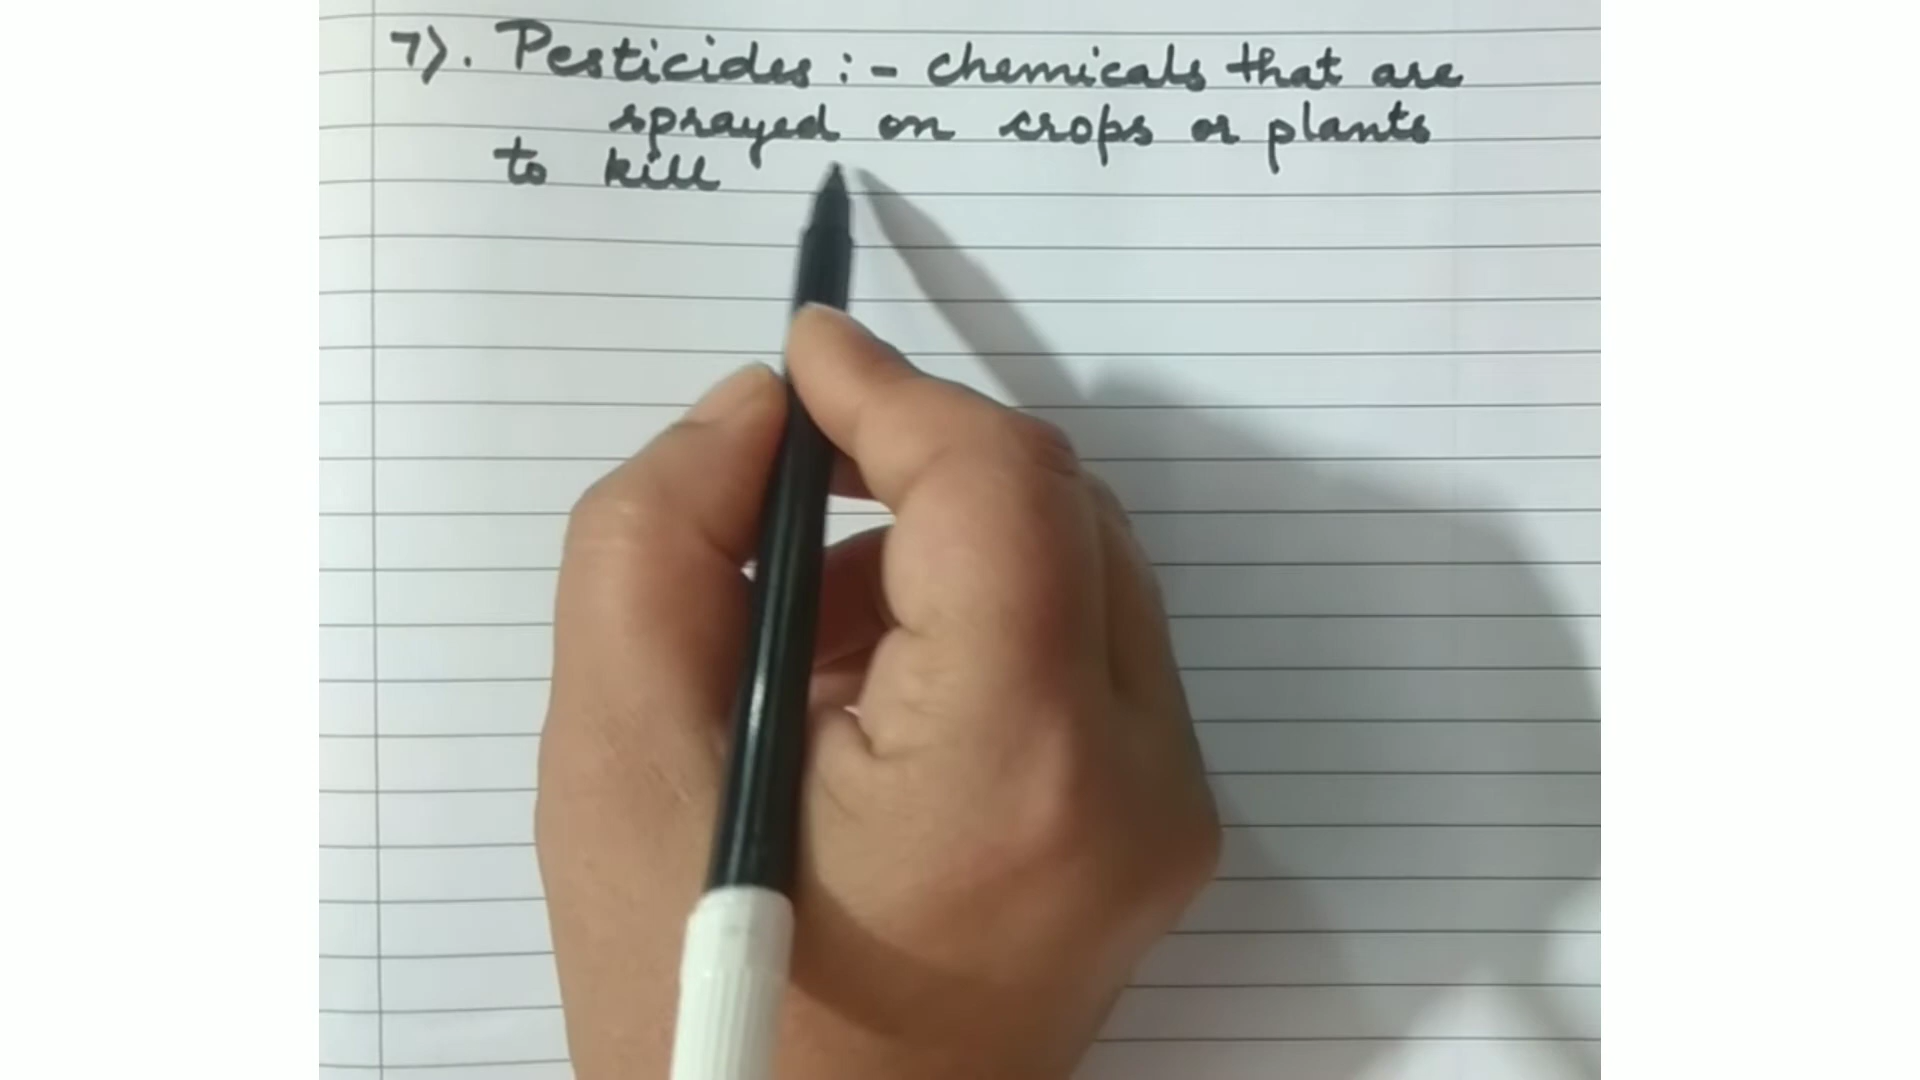 7). Pesticides :- chemicals that are
sprayed on crops or plants
to kill